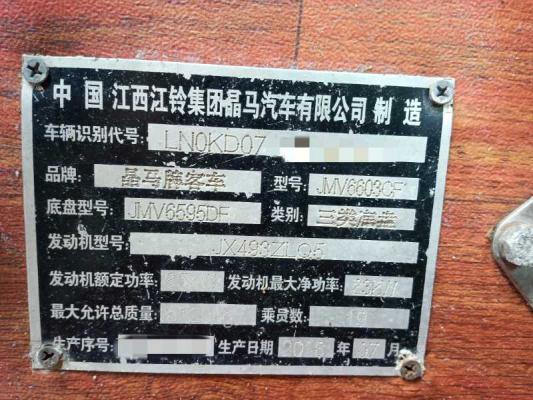 中国江西江铃集团晶马汽车有限公司制造
车辆识别代号: LN0KD07
品牌: 晶马牌客车 型号: JMV6603CF
底盘型号: JMV6595DF 类别: 三类底盘
发动机型号: JX493ZLQ5
发动机额定功率: 发动机最大净功率:
最大允许总质量: 乘员数: 19
生产序号: 生产日期 年 月